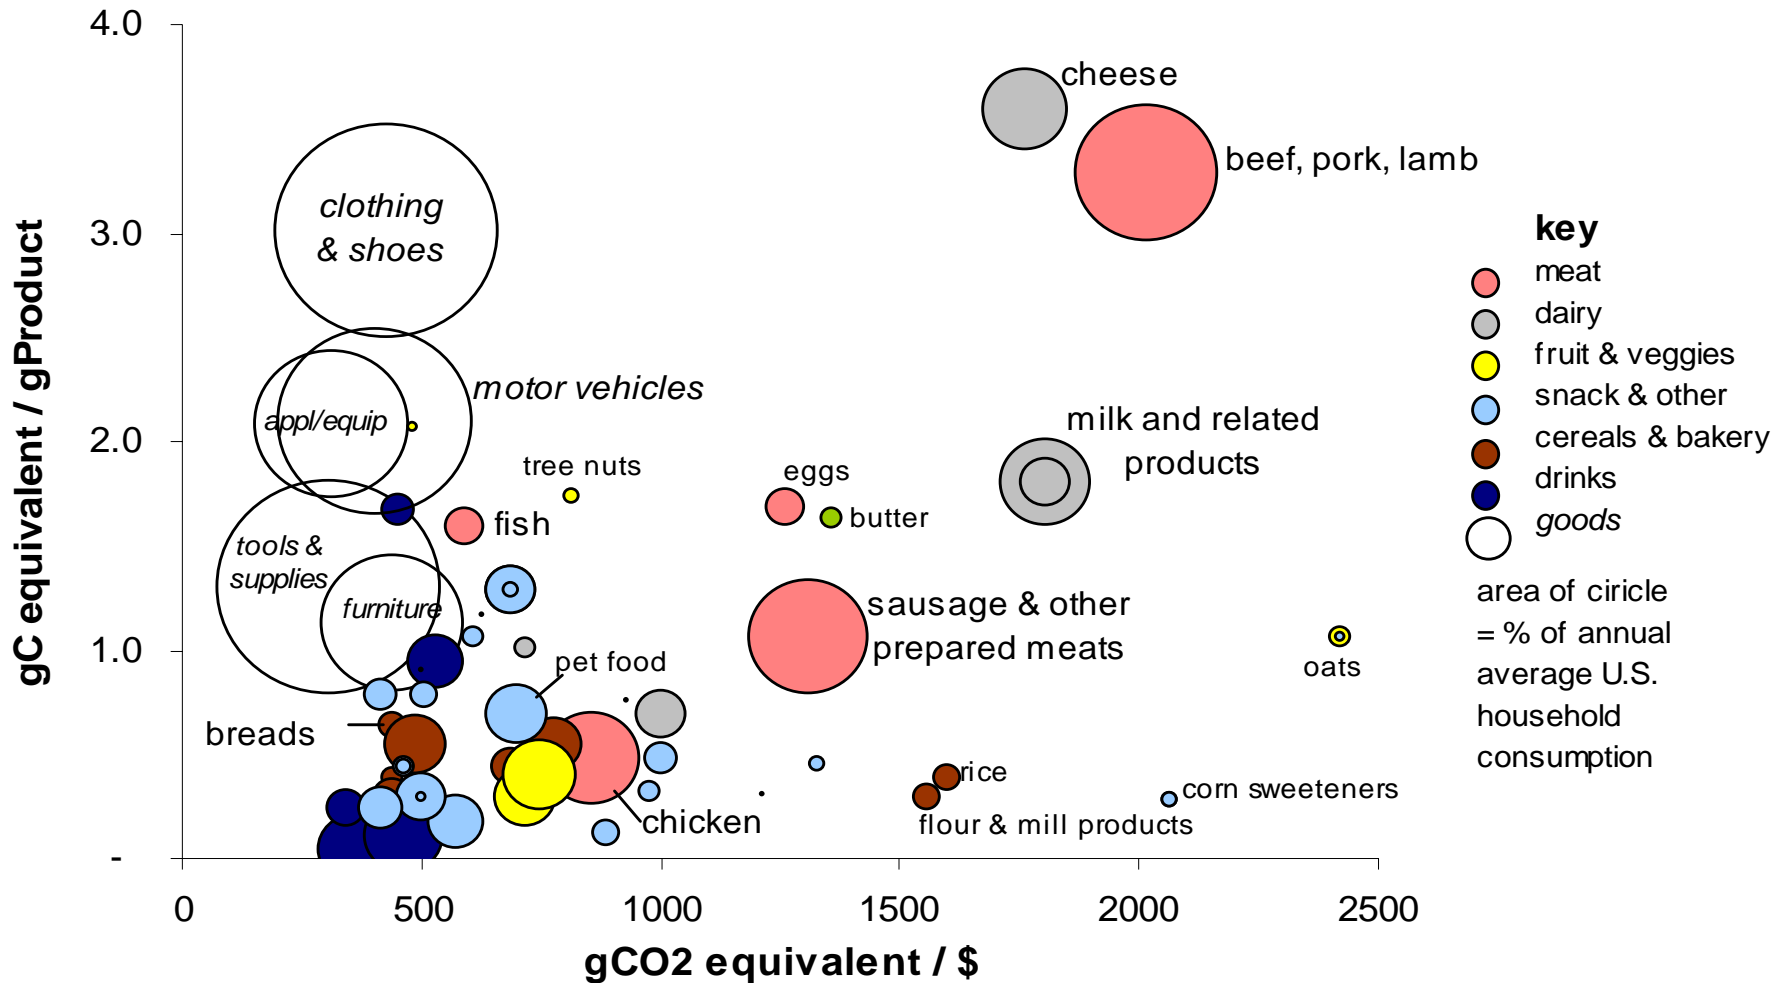 4.0
3.0
2.0
1.0
-
gC equivalent / gProduct
cheese
beef, pork, lamb
clothing
& shoes
motor vehicles
appl/equip
milk and related
products
tree nuts
eggs
butter
fish
tools &
supplies
furniture
sausage & other
prepared meats
oats
pet food
breads
rice
corn sweeteners
flour & mill products
chicken
0
500
1000
1500
2000
2500
gCO2 equivalent / $
key
meat
dairy
fruit & veggies
snack & other
cereals & bakery
drinks
goods
area of ciricle
= % of annual
average U.S.
household
consumption